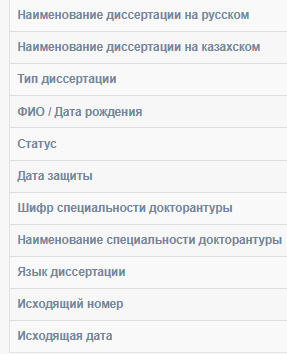 Наименование диссертации на русском
Наименование диссертации на казахском
Тип диссертации
ФИО / Дата рождения
Статус
Дата защиты
Шифр специальности докторантуры
Наименование специальности докторантуры
Язык диссертации
Исходящий номер
Исходящая дата